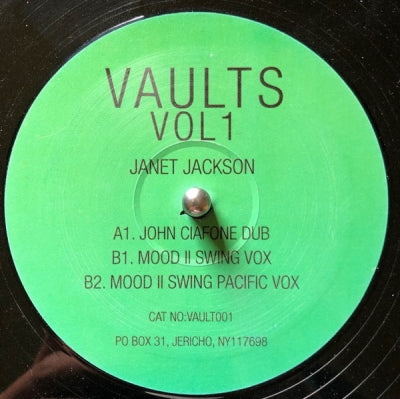 VAULTS
VOL1
JANET JACKSON
A1. JOHN CIAFONE DUB
B1. MOOD II SWING VOX
B2. MOOD II SWING PACIFIC VOX
CAT NO:VAULT001
PO BOX 31, JERICHO, NY117698